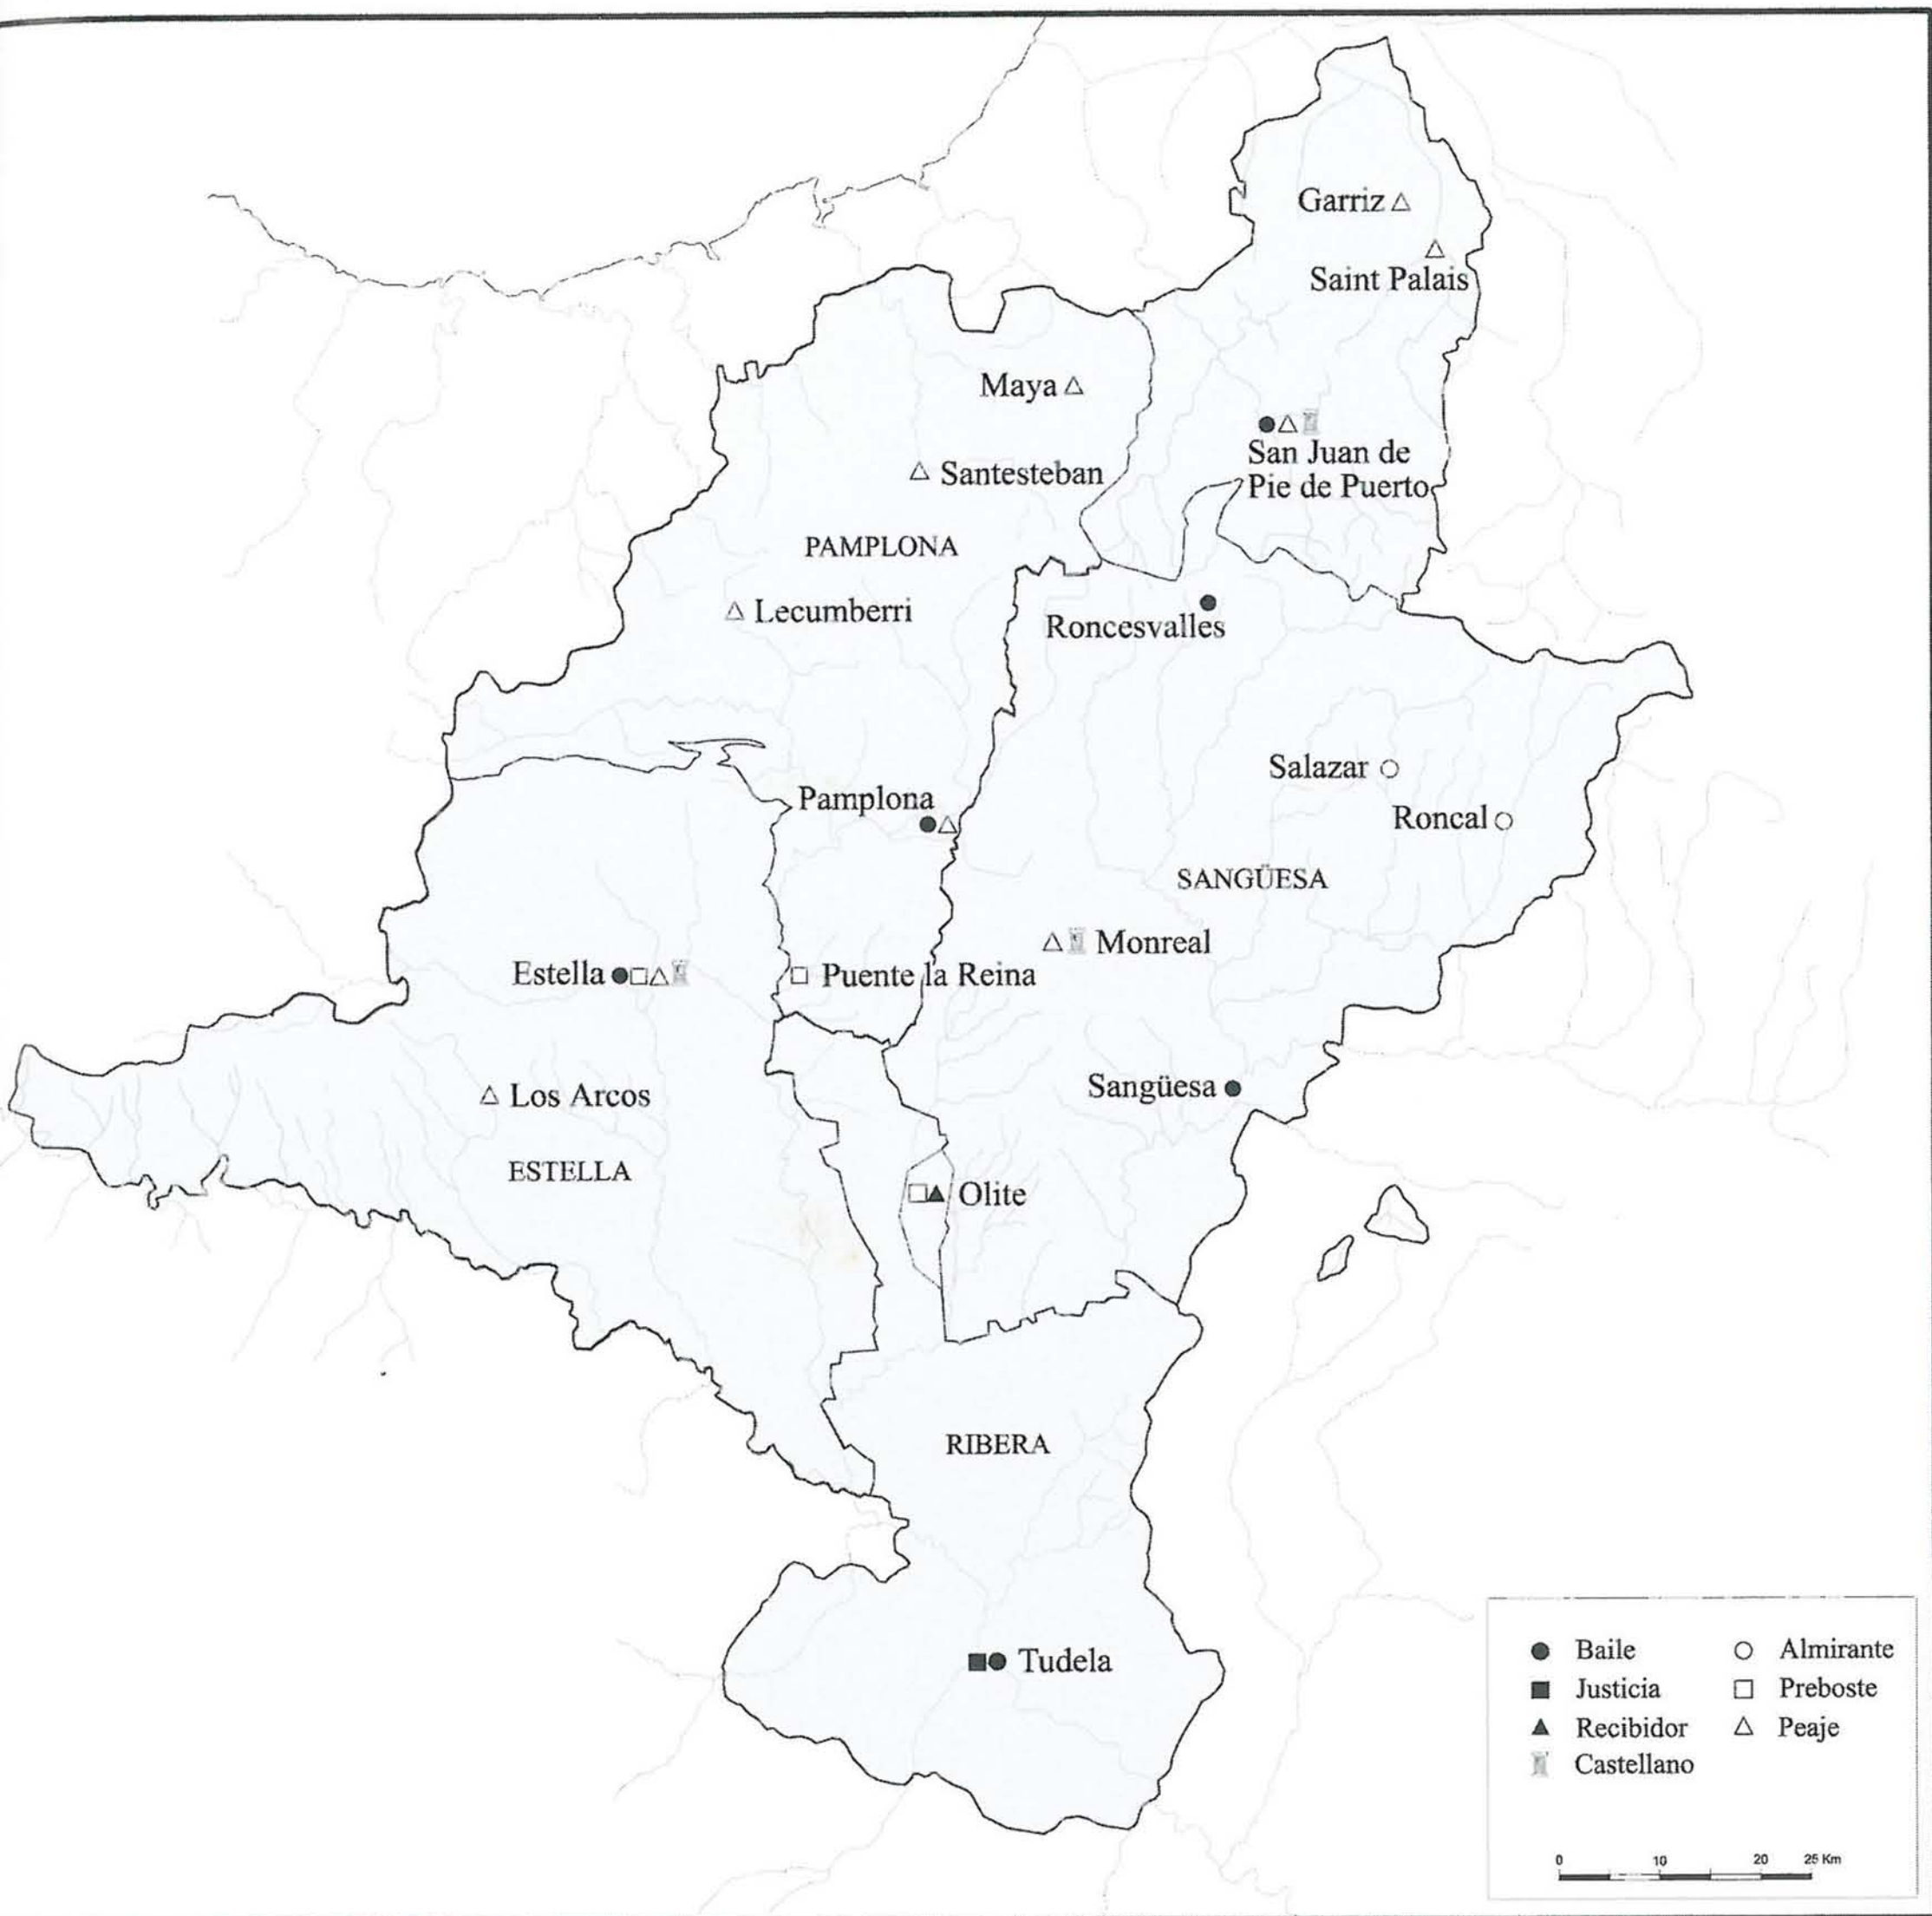 Garriz
Saint Palais
Maya
San Juan de
Pie de Puerto
Santesteban
PAMPLONA
Lecumberri
Roncesvalles
Salazar
Pamplona
Roncal
SANGÜESA
Monreal
Estella
Puente la Reina
Sangüesa
Los Arcos
ESTELLA
Olite
RIBERA
Tudela
Baile
Justicia
Recibidor
Castellano
Almirante
Preboste
Peaje
0 10 20 25 Km